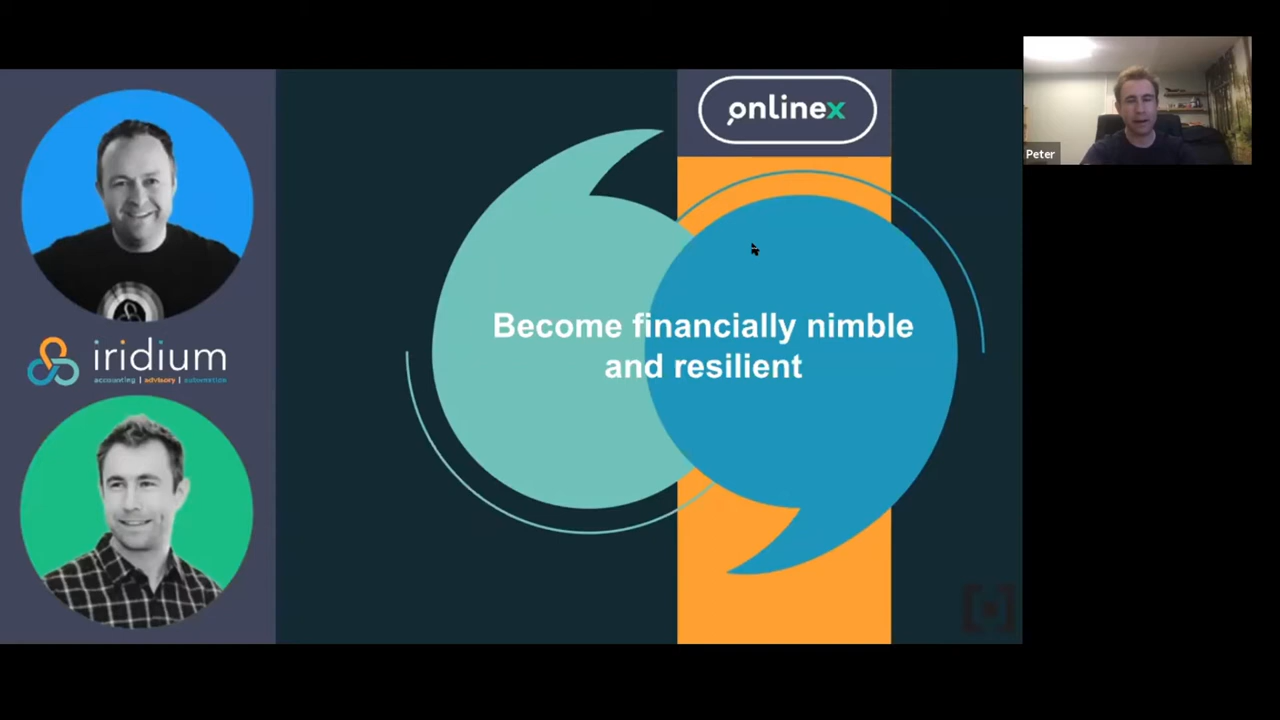 onlinex
Peter
Become financially nimble
and resilient
iridium
accounting | advisory | automation